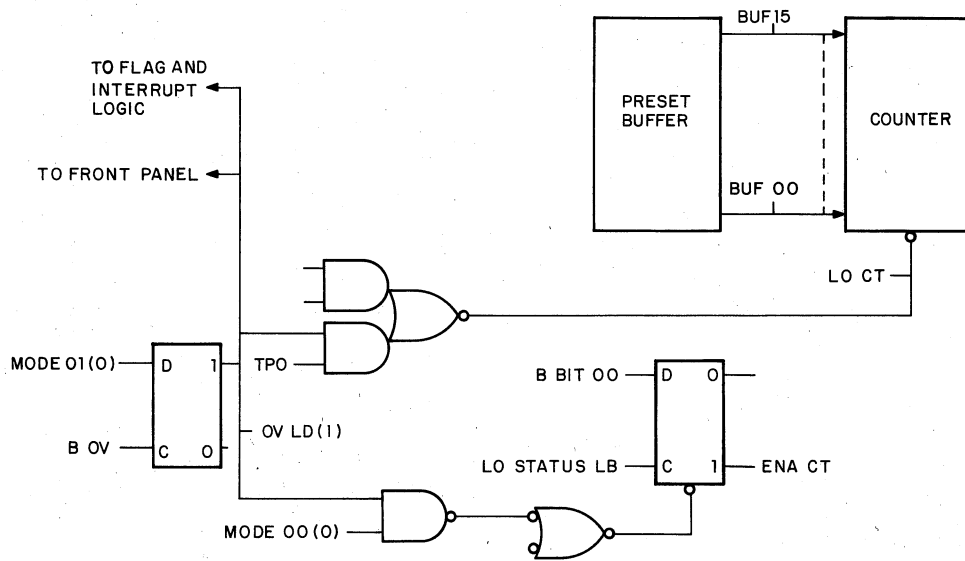 BUF15
TO FLAG AND
INTERRUPT
LOGIC
PRESET
BUFFER
COUNTER
TO FRONT PANEL
BUF 00
LO CT
MODE 01(0)
D 1
TPO
B BIT 00
D 0
OV LD(1)
B OV
C 0
LO STATUS LB
C 1
ENA CT
MODE 00(0)